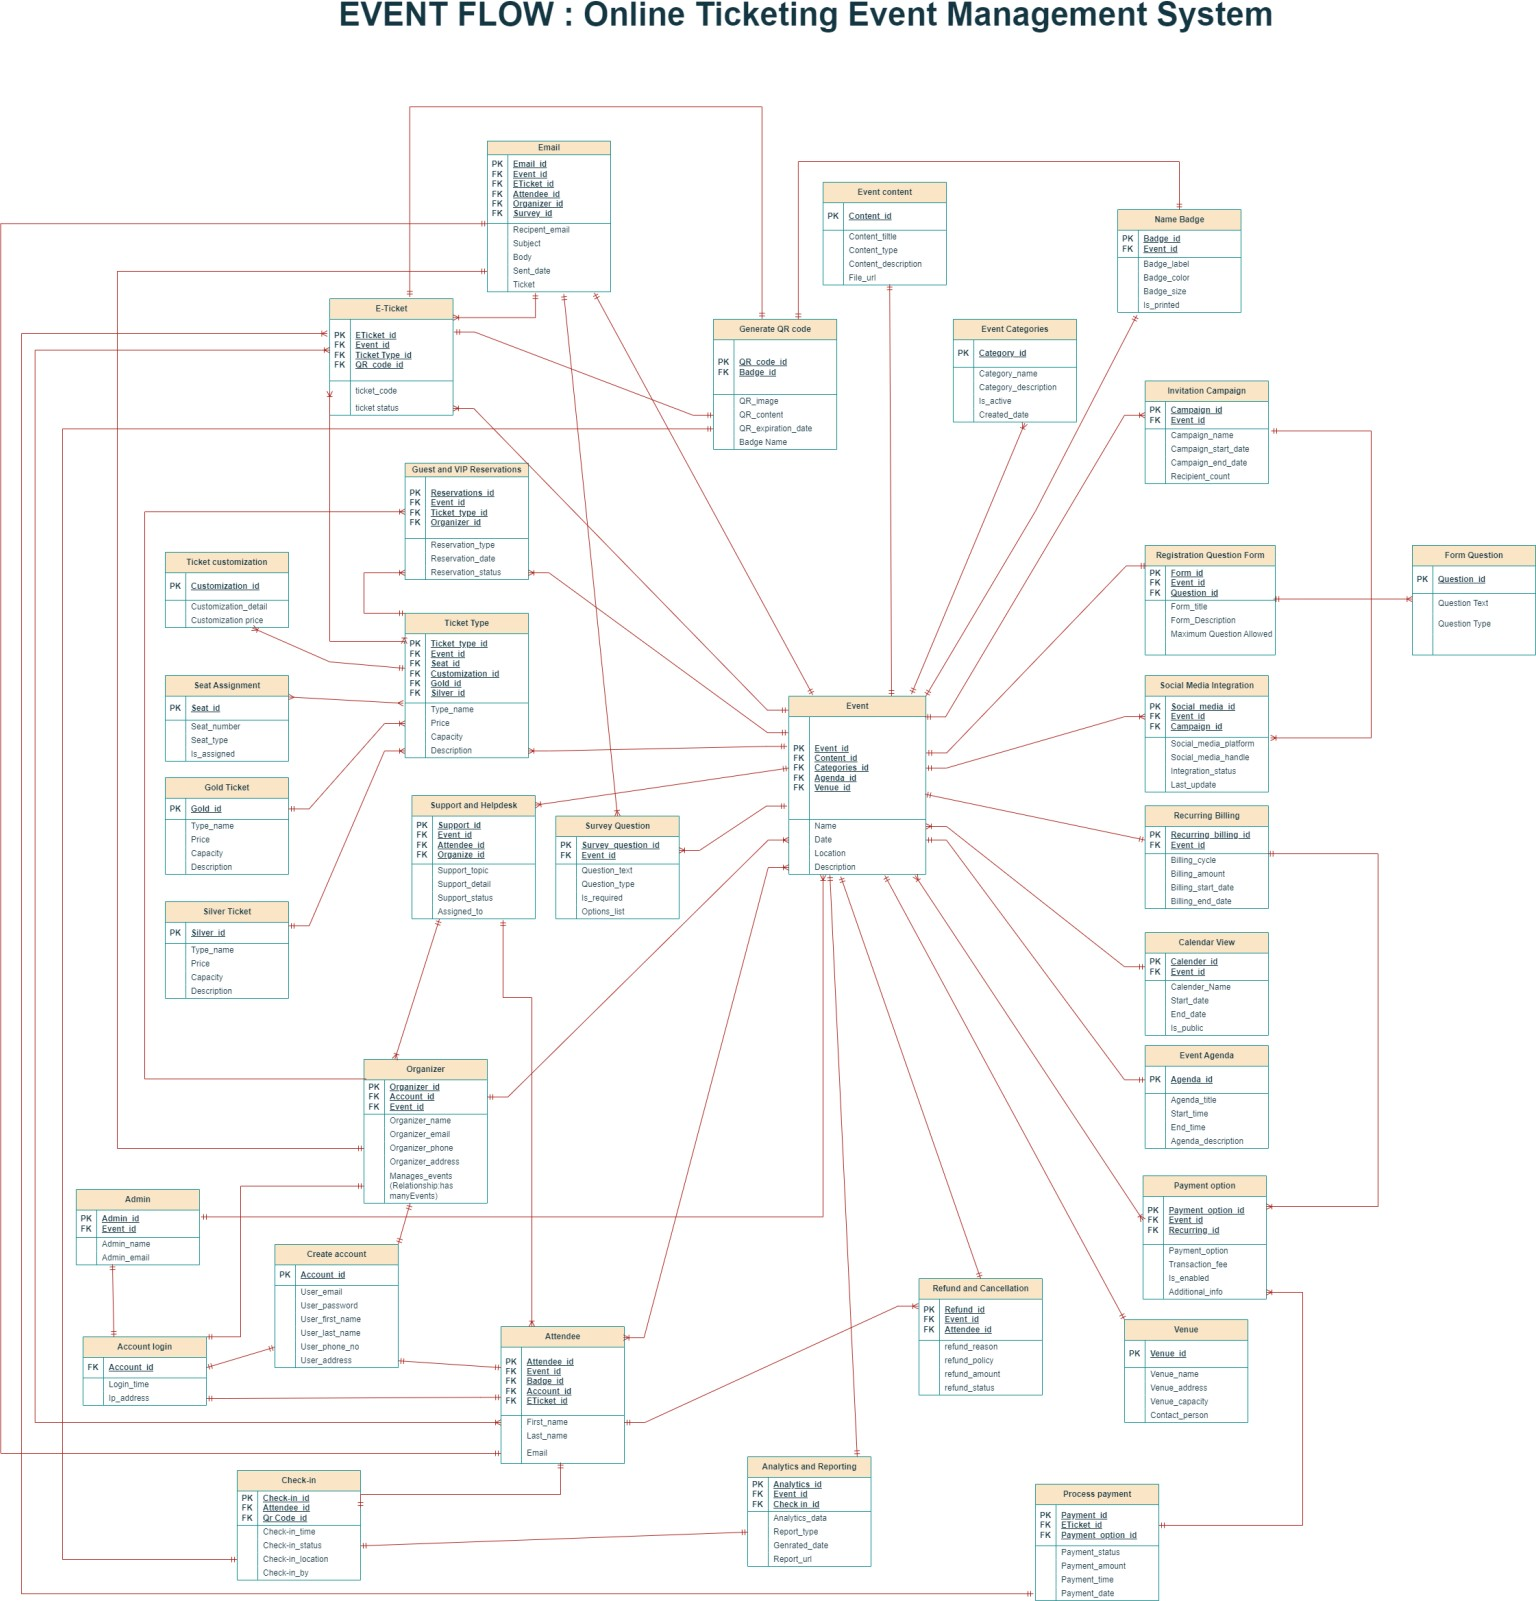 EVENT FLOW : Online Ticketing Event Management System
Email
PK Email_id
FK Event_id
FK ETicket_id
FK Attendee_id
FK Organizer_id
FK Survey_id
Recipent_email
Subject
Body
Sent_date
Ticket
Event content
PK Content_id
Content_tiltle
Content_type
Content_description
File_url
Name Badge
PK Badge_id
FK Event_id
Badge_label
Badge_color
Badge_size
Is_printed
E-Ticket
PK ETicket_id
FK Event_id
FK Ticket Type_id
FK QR_code_id
ticket_code
ticket status
Generate QR code
PK QR_code_id
FK Badge_id
QR_image
QR_content
QR_expiration_date
Badge Name
Event Categories
PK Category_id
Category_name
Category_description
Is_active
Created_date
Invitation Campaign
PK Campaign_id
FK Event_id
Campaign_name
Campaign_start_date
Campaign_end_date
Recipient_count
Guest and VIP Reservations
PK Reservations_id
FK Event_id
FK Ticket_type_id
FK Organizer_id
Reservation_type
Reservation_date
Reservation_status
Ticket customization
PK Customization_id
Customization_detail
Customization price
Registration Question Form
PK Form_id
FK Event_id
FK Question_id
Form_title
Form_Description
Maximum Question Allowed
Form Question
PK Question_id
Question Text
Question Type
Ticket Type
PK Ticket_type_id
FK Event_id
FK Seat_id
FK Customization_id
FK Gold_id
FK Silver_id
Type_name
Price
Capacity
Description
Seat Assignment
PK Seat_id
Seat_number
Seat_type
Is_assigned
Event
PK Event_id
FK Content_id
FK Categories_id
FK Agenda_id
FK Venue_id
Name
Date
Location
Description
Social Media Integration
PK Social_media_id
FK Event_id
FK Campaign_id
Social_media_platform
Social_media_handle
Integration_status
Last_update
Gold Ticket
PK Gold_id
Type_name
Price
Capacity
Description
Support and Helpdesk
PK Support_id
FK Event_id
FK Attendee_id
FK Organize_id
Support_topic
Support_detail
Support_status
Assigned_to
Survey Question
PK Survey_question_id
FK Event_id
Question_text
Question_type
Is_required
Options_list
Recurring Billing
PK Recurring_billing_id
FK Event_id
Billing_cycle
Billing_amount
Billing_start_date
Billing_end_date
Silver Ticket
PK Silver_id
Type_name
Price
Capacity
Description
Calendar View
PK Calender_id
FK Event_id
Calender_Name
Start_date
End_date
Is_public
Event Agenda
PK Agenda_id
Agenda_title
Start_time
End_time
Agenda_description
Organizer
PK Organizer_id
FK Account_id
FK Event_id
Organizer_name
Organizer_email
Organizer_phone
Organizer_address
Manages_events
(Relationship:has
manyEvents)
Admin
PK Admin_id
FK Event_id
Admin_name
Admin_email
Payment option
PK Payment_option_id
FK Event_id
FK Recurring_id
Payment_option
Transaction_fee
Is_enabled
Additional_info
Create account
PK Account_id
User_email
User_password
User_first_name
User_last_name
User_phone_no
User_address
Refund and Cancellation
PK Refund_id
FK Event_id
FK Attendee_id
refund_reason
refund_policy
refund_amount
refund_status
Venue
PK Venue_id
Venue_name
Venue_address
Venue_capacity
Contact_person
Account login
FK Account_id
Login_time
Ip_address
Attendee
PK Attendee_id
FK Event_id
FK Badge_id
FK Account_id
FK ETicket_id
First_name
Last_name
Email
Check-in
PK Check-in_id
FK Attendee_id
FK Qr Code_id
Check-in_time
Check-in_status
Check-in_location
Check-in_by
Analytics and Reporting
PK Analytics_id
FK Event_id
FK Check in_id
Analytics_data
Report_type
Genrated_date
Report_url
Process payment
PK Payment_id
FK ETicket_id
FK Payment_option_id
Payment_status
Payment_amount
Payment_time
Payment_date